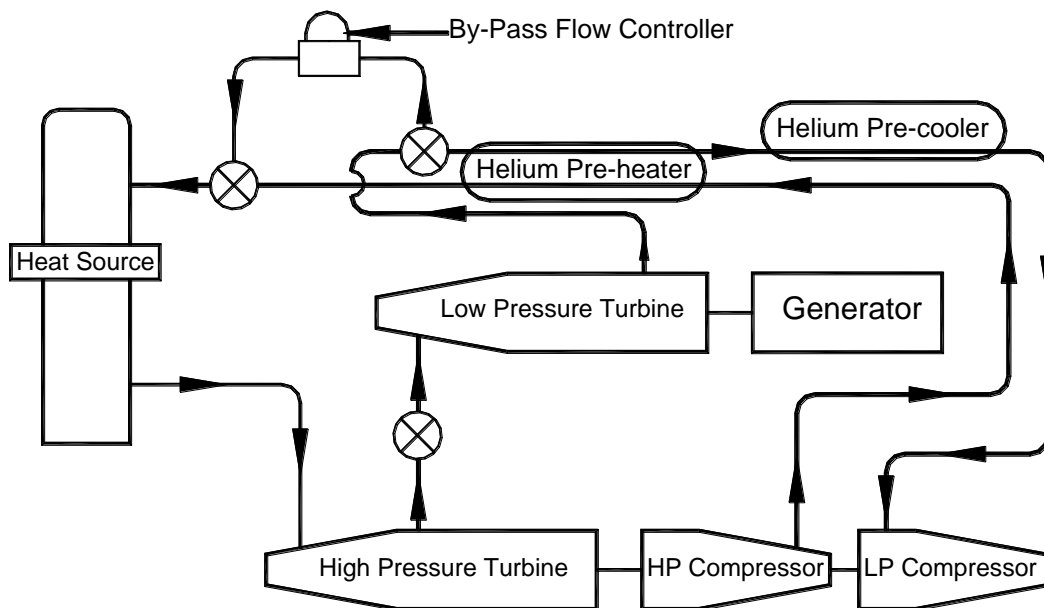 By-Pass Flow Controller
Helium Pre-cooler
Helium Pre-heater
Heat Source
Low Pressure Turbine
Generator
High Pressure Turbine
HP Compressor
LP Compressor